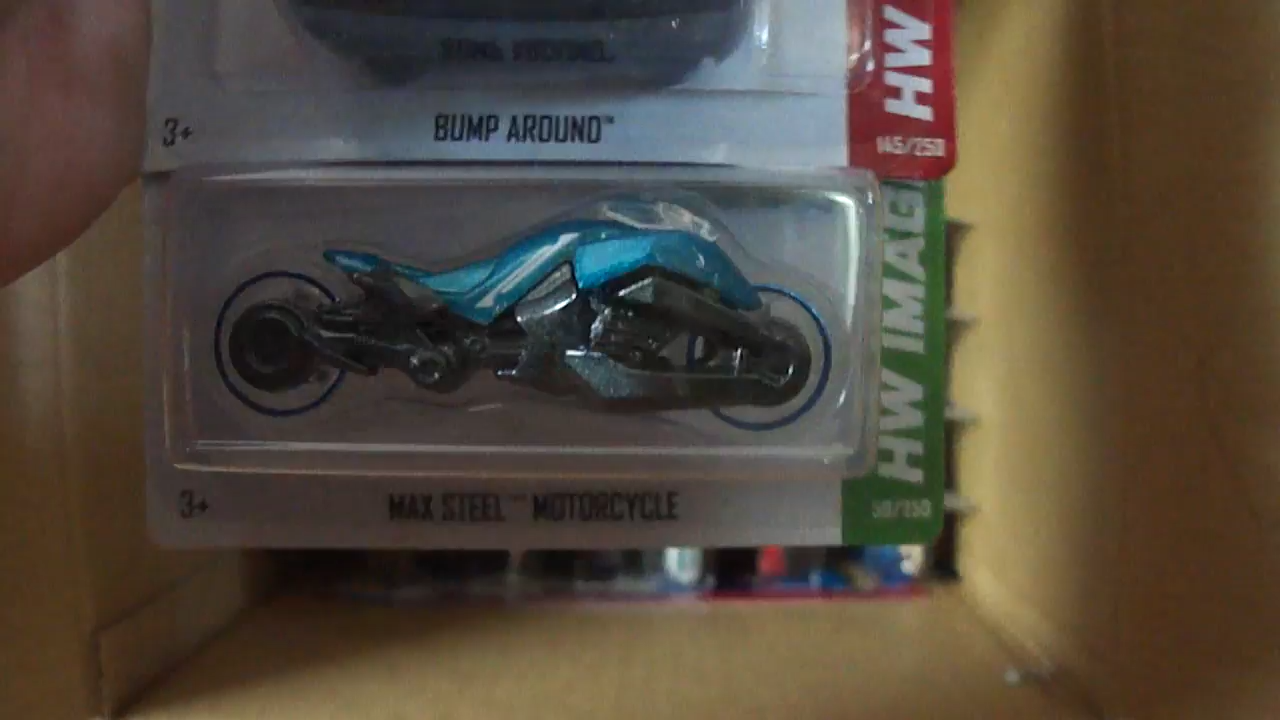 HW
145/250
3+
BUMP AROUND™
HW IMAG
3+
MAX STEEL™ MOTORCYCLE
50/250